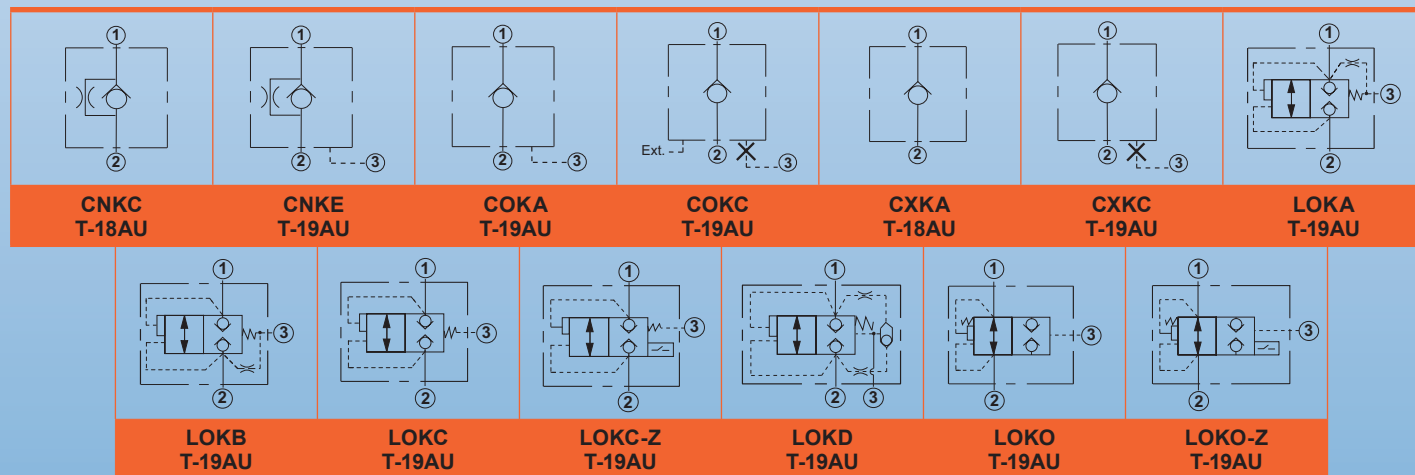 1 1 1 1 1 1 1
3
Ext.
2 2 3 2 3 2 3 2 2 3 2
CNKC CNKE COKA COKC CXKA CXKC LOKA
T-18AU T-19AU T-19AU T-19AU T-18AU T-19AU T-19AU
1 1 1 1 1 1
3 3 3 3 3
2 2 2 2 3 2 2
LOKB LOKC LOKC-Z LOKD LOKO LOKO-Z
T-19AU T-19AU T-19AU T-19AU T-19AU T-19AU